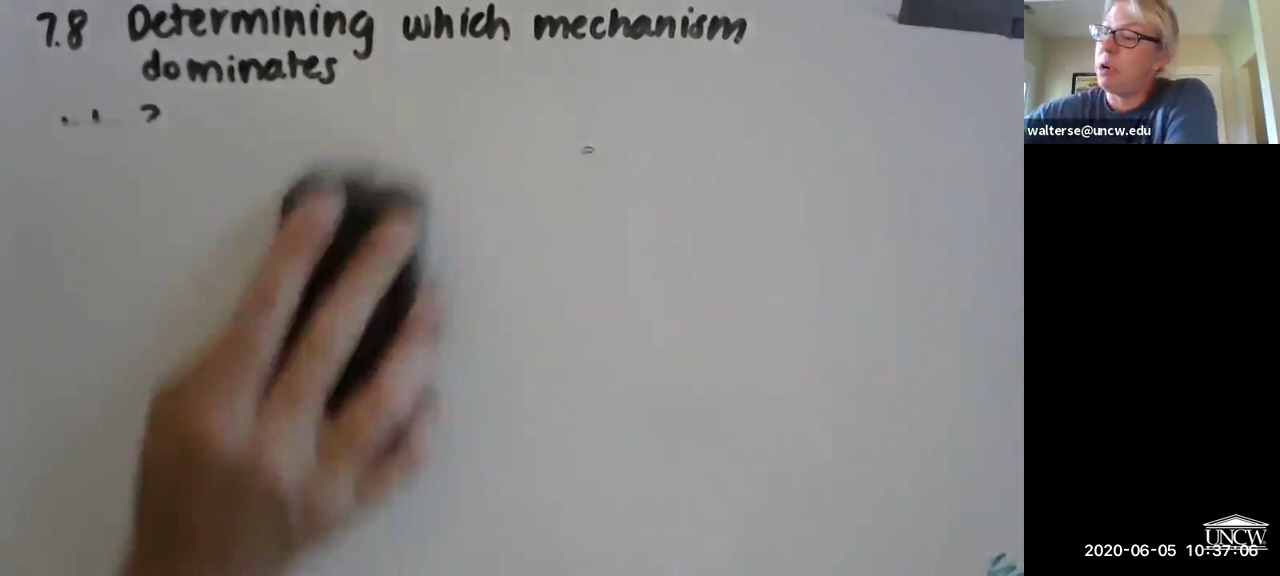 7.8 Determining which mechanism
dominates
?
walterse@uncw.edu
UNCW
2020-06-05 10:37:06